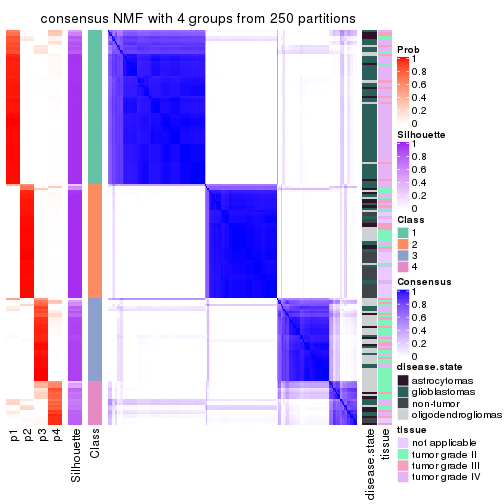 consensus NMF with 4 groups from 250 partitions
p1
p2
p3
p4
Silhouette
Class
disease.state
tissue
Prob
1
0.8
0.6
0.4
0.2
0
Silhouette
1
0.8
0.6
0.4
0.2
0
Class
1
2
3
4
Consensus
1
0.8
0.6
0.4
0.2
0
disease.state
astrocytomas
glioblastomas
non-tumor
oligodendrogliomas
tissue
not applicable
tumor grade II
tumor grade III
tumor grade IV